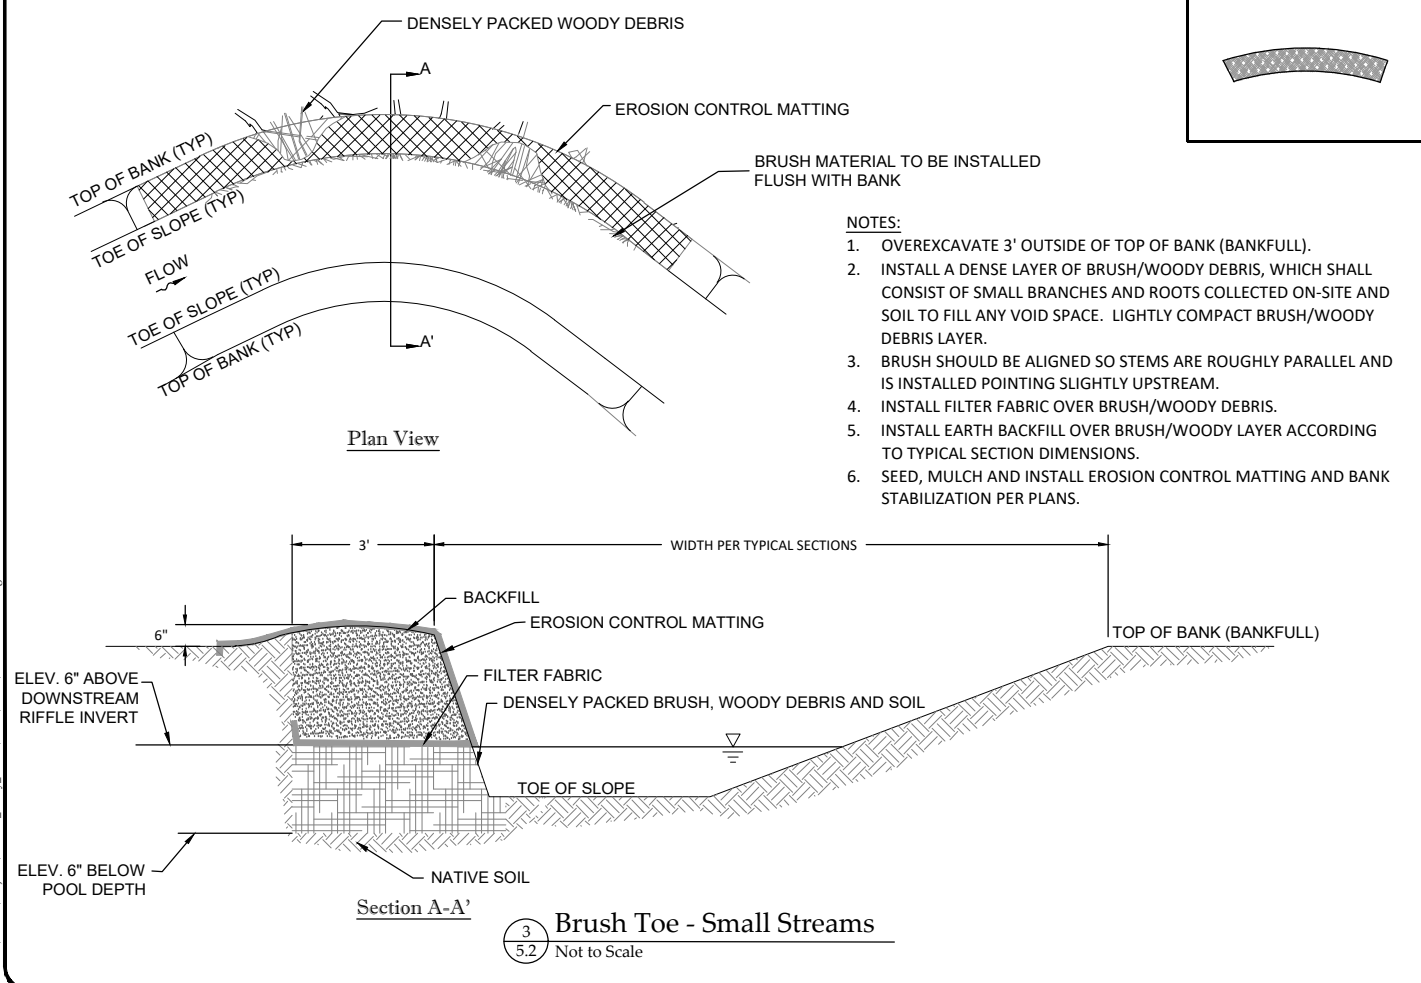 DENSELY PACKED WOODY DEBRIS
A
EROSION CONTROL MATTING
TOP OF BANK (TYP)
BRUSH MATERIAL TO BE INSTALLED
FLUSH WITH BANK
TOE OF SLOPE (TYP)
FLOW
TOE OF SLOPE (TYP)
TOP OF BANK (TYP)
A'
Plan View
NOTES:
1. OVEREXCAVATE 3' OUTSIDE OF TOP OF BANK (BANKFULL).
2. INSTALL A DENSE LAYER OF BRUSH/WOODY DEBRIS, WHICH SHALL
CONSIST OF SMALL BRANCHES AND ROOTS COLLECTED ON-SITE AND
SOIL TO FILL ANY VOID SPACE. LIGHTLY COMPACT BRUSH/WOODY
DEBRIS LAYER.
3. BRUSH SHOULD BE ALIGNED SO STEMS ARE ROUGHLY PARALLEL AND
IS INSTALLED POINTING SLIGHTLY UPSTREAM.
4. INSTALL FILTER FABRIC OVER BRUSH/WOODY DEBRIS.
5. INSTALL EARTH BACKFILL OVER BRUSH/WOODY LAYER ACCORDING
TO TYPICAL SECTION DIMENSIONS.
6. SEED, MULCH AND INSTALL EROSION CONTROL MATTING AND BANK
STABILIZATION PER PLANS.
3'
WIDTH PER TYPICAL SECTIONS
BACKFILL
EROSION CONTROL MATTING
6"
TOP OF BANK (BANKFULL)
FILTER FABRIC
ELEV. 6" ABOVE
DOWNSTREAM
RIFFLE INVERT
DENSELY PACKED BRUSH, WOODY DEBRIS AND SOIL
TOE OF SLOPE
ELEV. 6" BELOW
POOL DEPTH
NATIVE SOIL
Section A-A’
3
5.2
Brush Toe - Small Streams
Not to Scale